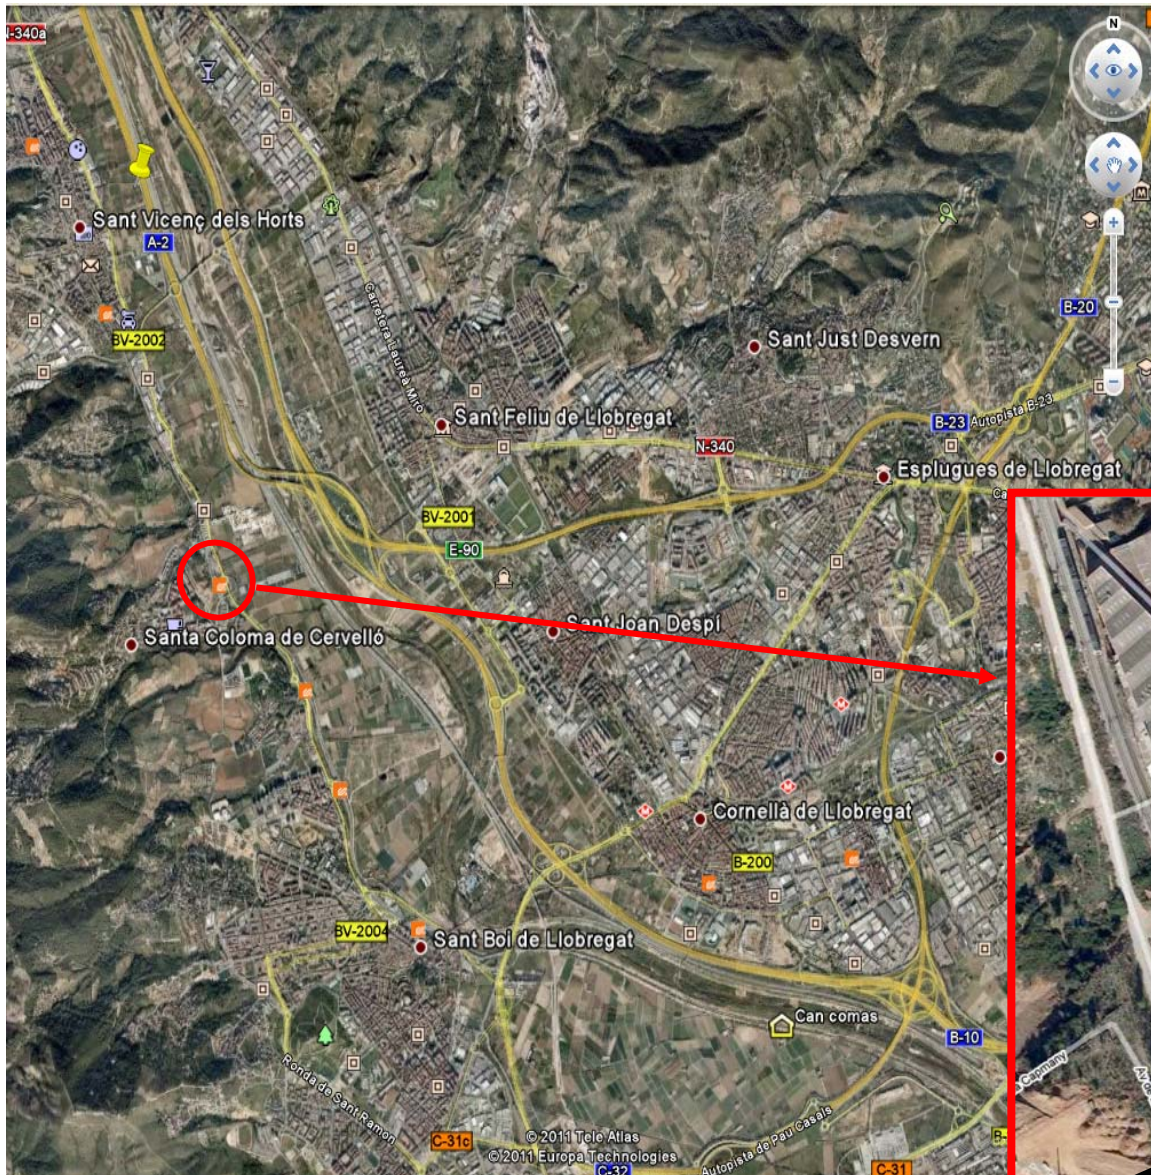 N-340a
N
Sant Vicenç dels Horts
A-2
B-20
BV-2002
Carretera Laureà Miró
Sant Just Desvern
Sant Feliu de Llobregat
B-23
Autopista B-23
N-340
Esplugues de Llobregat
Ca
BV-2001
E-90
Sant Joan Despí
Santa Coloma de Cervelló
Cornellà de Llobregat
B-200
BV-2004
Sant Boi de Llobregat
Can comas
B-10
Ronda de Sant Ramon
a Capmany
Av d
C-31c
© 2011 Tele Atlas
© 2011 Europa Technologies
Autopista de Pau Casals
C-32
C-31
B-